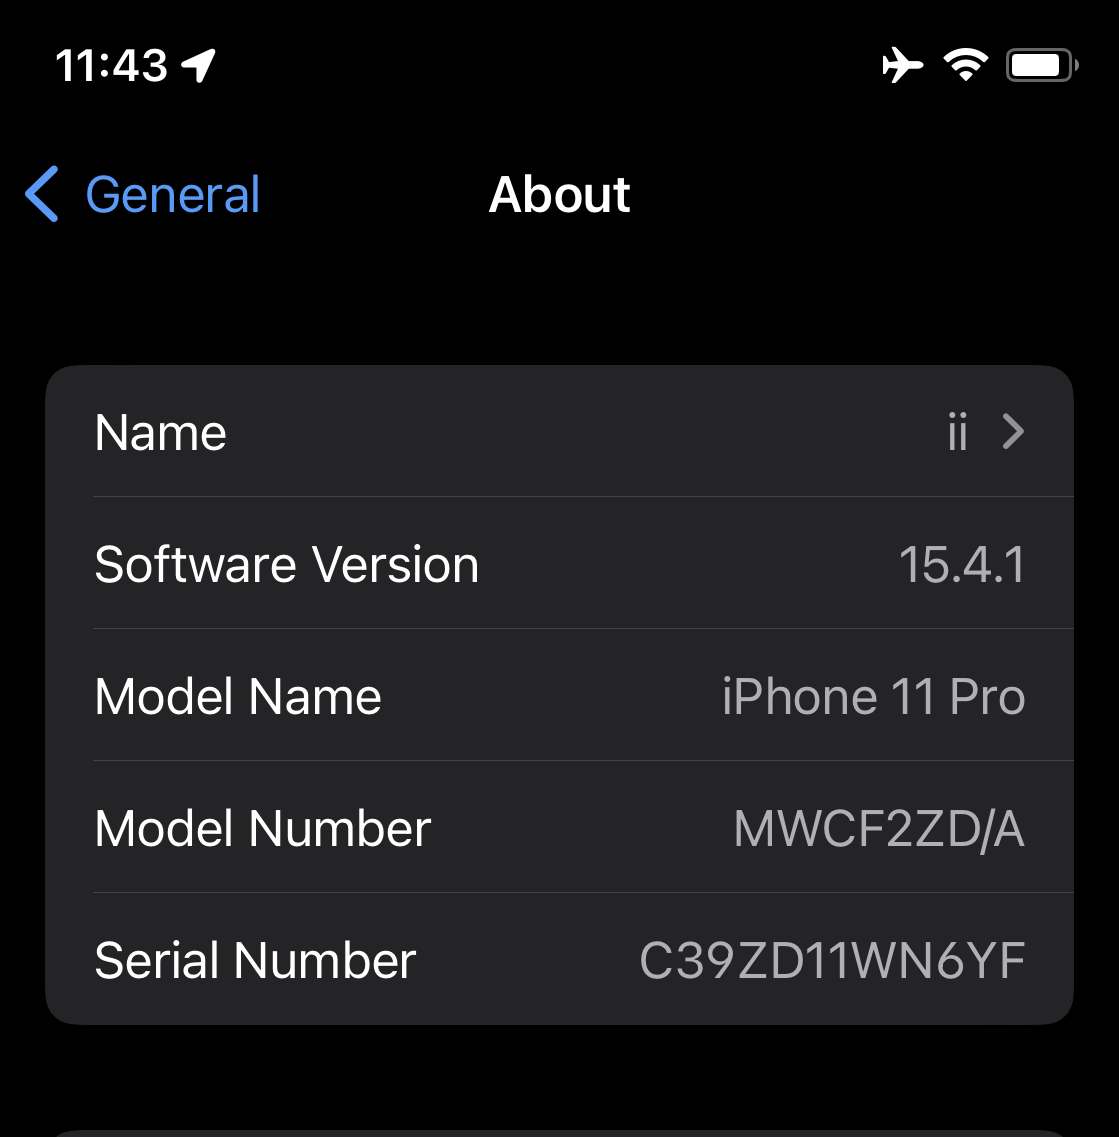 11:43
General
About
Name
ii
Software Version
15.4.1
Model Name
iPhone 11 Pro
Model Number
MWCF2ZD/A
Serial Number
C39ZD11WN6YF